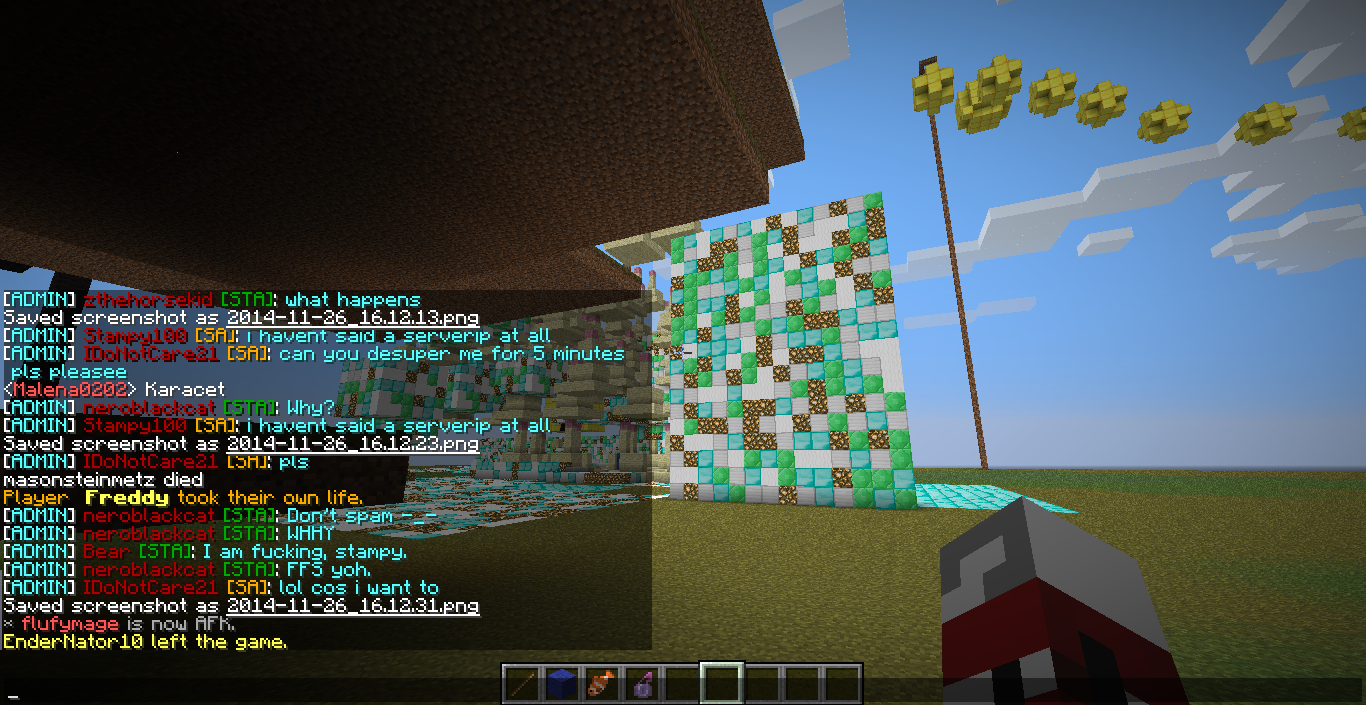 [ADMIN] zthehorsekid [STA]: what happens
Saved screenshot as 2014-11-26_16.12.13.png
[ADMIN] Stampy100 [SA]: i havent said a serverip at all
[ADMIN] IDoNotCare21 [SA]: can you desuper me for 5 minutes
pls pleasee
<Malena0202> Karacet
[ADMIN] neroblackcat [STA]: Why?
[ADMIN] Stampy100 [SA]: i havent said a serverip at all
Saved screenshot as 2014-11-26_16.12.23.png
[ADMIN] IDoNotCare21 [SA]: pls
masonsteinmetz died
Player Freddy took their own life.
[ADMIN] neroblackcat [STA]: Don't spam -_-
[ADMIN] neroblackcat [STA]: WHHY
[ADMIN] Bear [STA]: I am fucking, stampy.
[ADMIN] neroblackcat [STA]: FFS yoh.
[ADMIN] IDoNotCare21 [SA]: lol cos i want to
Saved screenshot as 2014-11-26_16.12.31.png
* flufymage is now AFK.
EnderNator10 left the game.
_